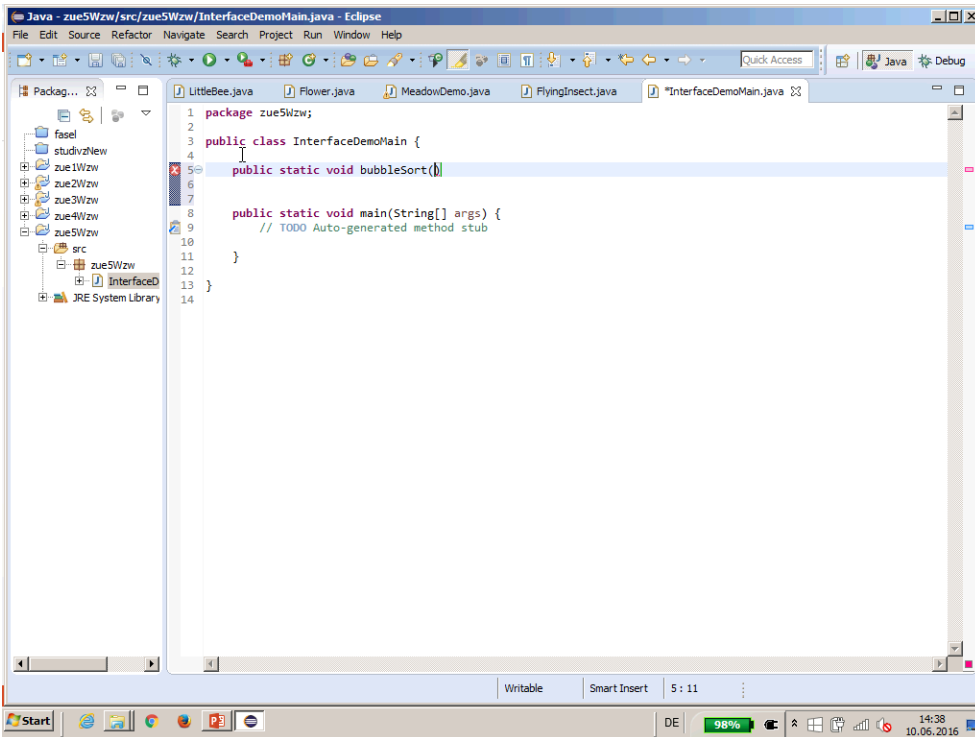 Java - zue5Wzw/src/zue5Wzw/InterfaceDemoMain.java - Eclipse
File Edit Source Refactor Navigate Search Project Run Window Help
Quick Access
Java
Debug
Packag...
LittleBee.java
Flower.java
MeadowDemo.java
FlyingInsect.java
*InterfaceDemoMain.java
fasel
studivzNew
zue1Wzw
zue2Wzw
zue3Wzw
zue4Wzw
zue5Wzw
src
zue5Wzw
InterfaceD
JRE System Library
1 package zue5Wzw;
2
3 public class InterfaceDemoMain {
4
5 public static void bubbleSort()
6
7
8 public static void main(String[] args) {
9 // TODO Auto-generated method stub
10
11 }
12
13 }
14
Writable
Smart Insert
5 : 11
Start
DE
98%
14:38
10.06.2016